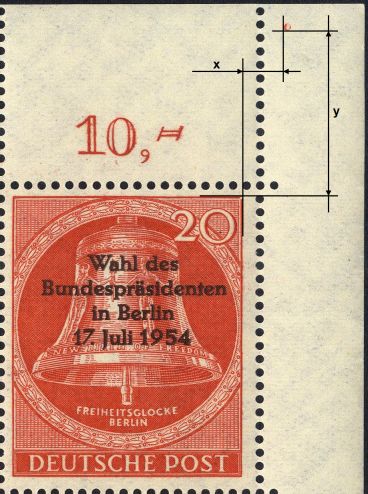 x
y
10,-
20
Wahl des
Bundespräsidenten
in Berlin
17. Juli 1954
FREIHEITSGLOCKE
BERLIN
DEUTSCHE POST